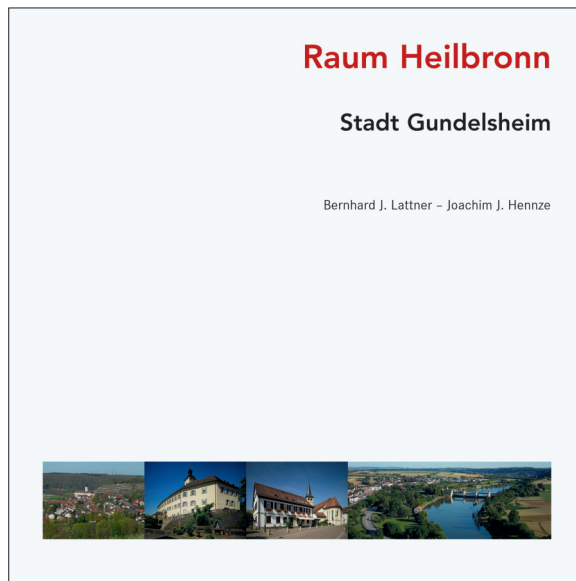 Raum Heilbronn
Stadt Gundelsheim
Bernhard J. Lattner – Joachim J. Hennze